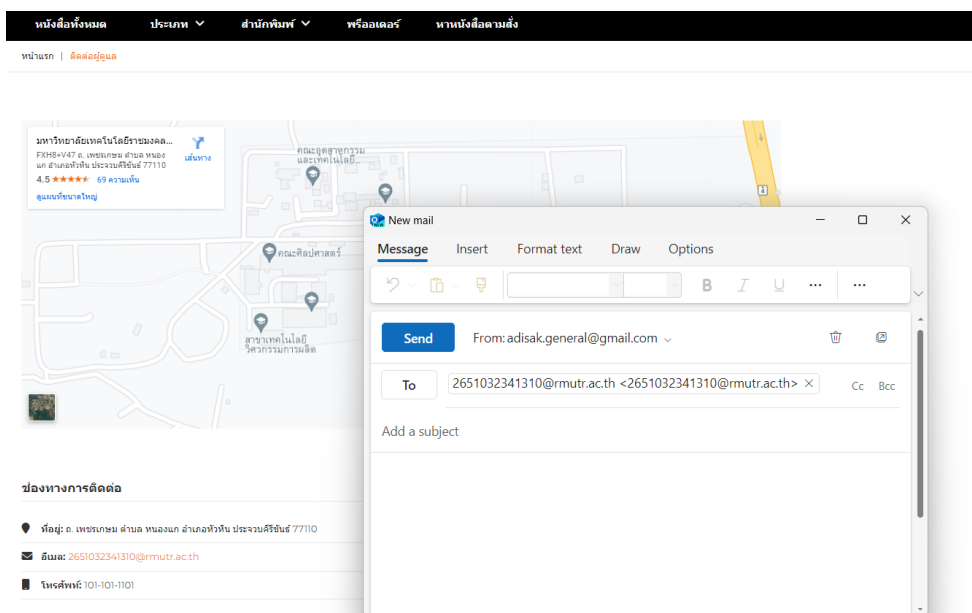 หนังสือทั้งหมด ประเภท สำนักพิมพ์ พรีออเดอร์ หาหนังสือตามสั่ง
หน้าแรก | ติดต่อผู้ดูแล
มหาวิทยาลัยเทคโนโลยีราชมงคล...
FXH8+V47 ถ. เพชรเกษม ตำบล หนอง
แก อำเภอหัวหิน ประจวบคีรีขันธ์ 77110
เส้นทาง
4.5 69 ความเห็น
ดูแผนที่ขนาดใหญ่
คณะอุตสาหกรรม
และเทคโนโลยี...
4
คณะศิลปศาสตร์
สาขาเทคโนโลยี
วิศวกรรมการผลิต
New mail
Message Insert Format text Draw Options
B I U ... ...
Send From: adisak.general@gmail.com
To 2651032341310@rmutr.ac.th <2651032341310@rmutr.ac.th> Cc Bcc
Add a subject
ช่องทางการติดต่อ
ที่อยู่: ถ. เพชรเกษม ตำบล หนองแก อำเภอหัวหิน ประจวบคีรีขันธ์ 77110
อีเมล: 2651032341310@rmutr.ac.th
โทรศัพท์: 101-101-1101